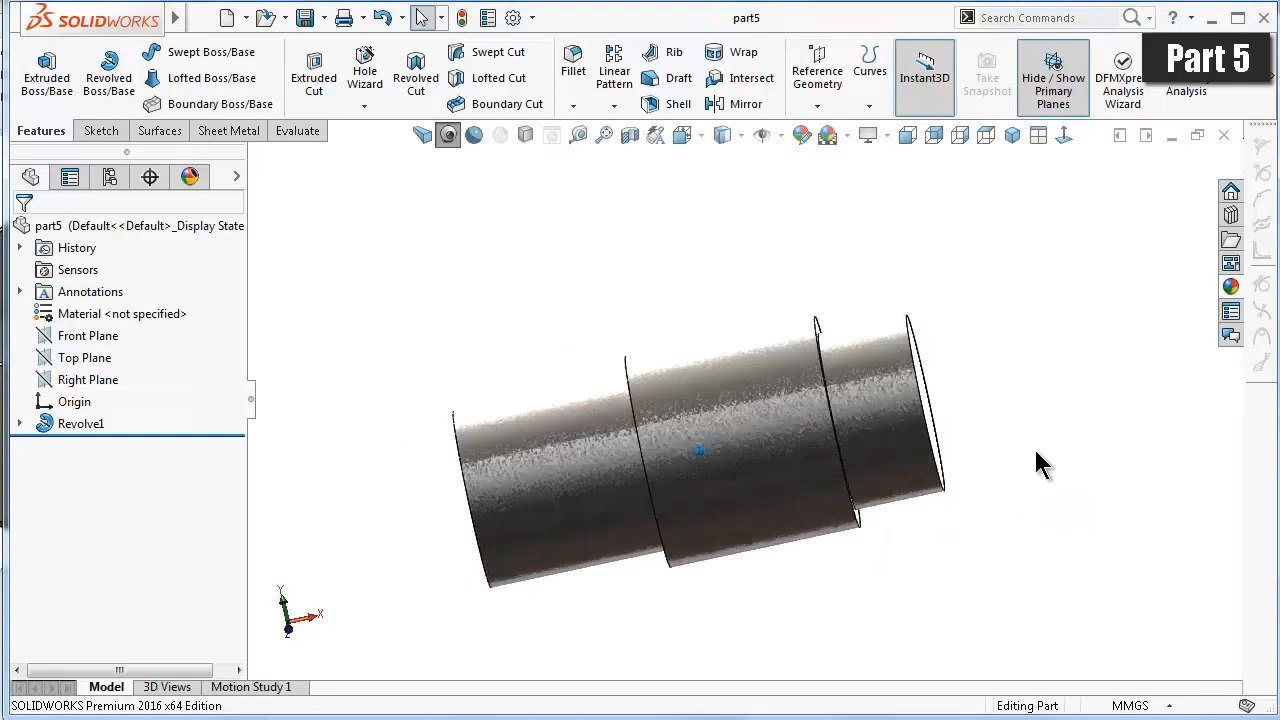 SOLIDWORKS
part5
Search Commands
Part 5
Extruded Boss/Base
Revolved Boss/Base
Swept Boss/Base
Lofted Boss/Base
Boundary Boss/Base
Extruded Cut
Hole Wizard
Revolved Cut
Swept Cut
Lofted Cut
Boundary Cut
Fillet
Linear Pattern
Rib
Draft
Shell
Wrap
Intersect
Mirror
Reference Geometry
Curves
Instant3D
Take Snapshot
Hide / Show Primary Planes
DFMXpress Analysis Wizard
Analysis
Features
Sketch
Surfaces
Sheet Metal
Evaluate
part5 (Default<<Default>_Display State
History
Sensors
Annotations
Material <not specified>
Front Plane
Top Plane
Right Plane
Origin
Revolve1
Y
X
Z
Model
3D Views
Motion Study 1
SOLIDWORKS Premium 2016 x64 Edition
Editing Part
MMGS